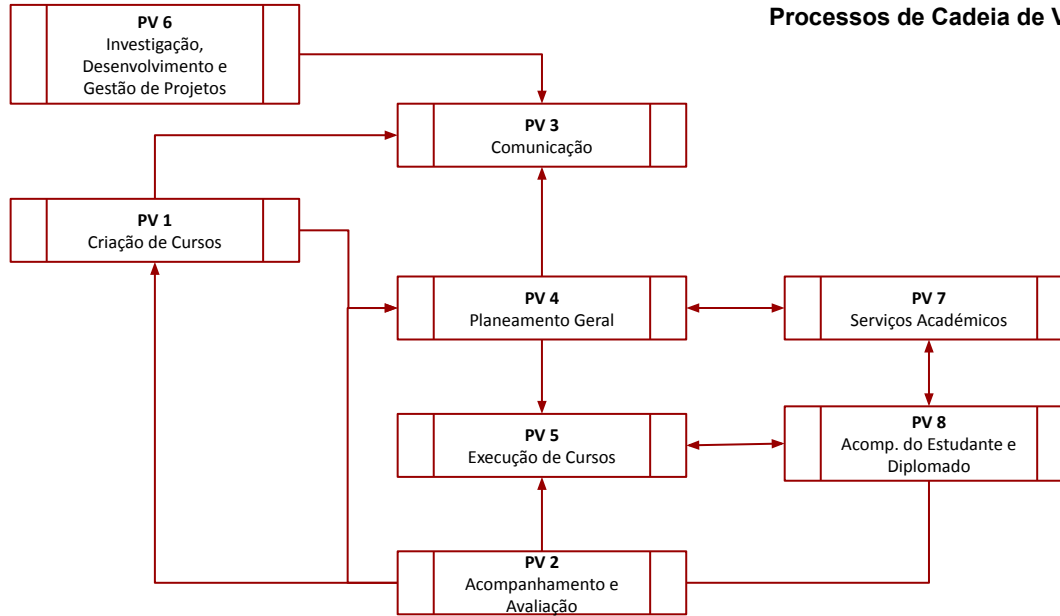 Processos de Cadeia de V
PV 6
Investigação,
Desenvolvimento e
Gestão de Projetos
PV 3
Comunicação
PV 1
Criação de Cursos
PV 4
Planeamento Geral
PV 7
Serviços Académicos
PV 5
Execução de Cursos
PV 8
Acomp. do Estudante e
Diplomado
PV 2
Acompanhamento e
Avaliação